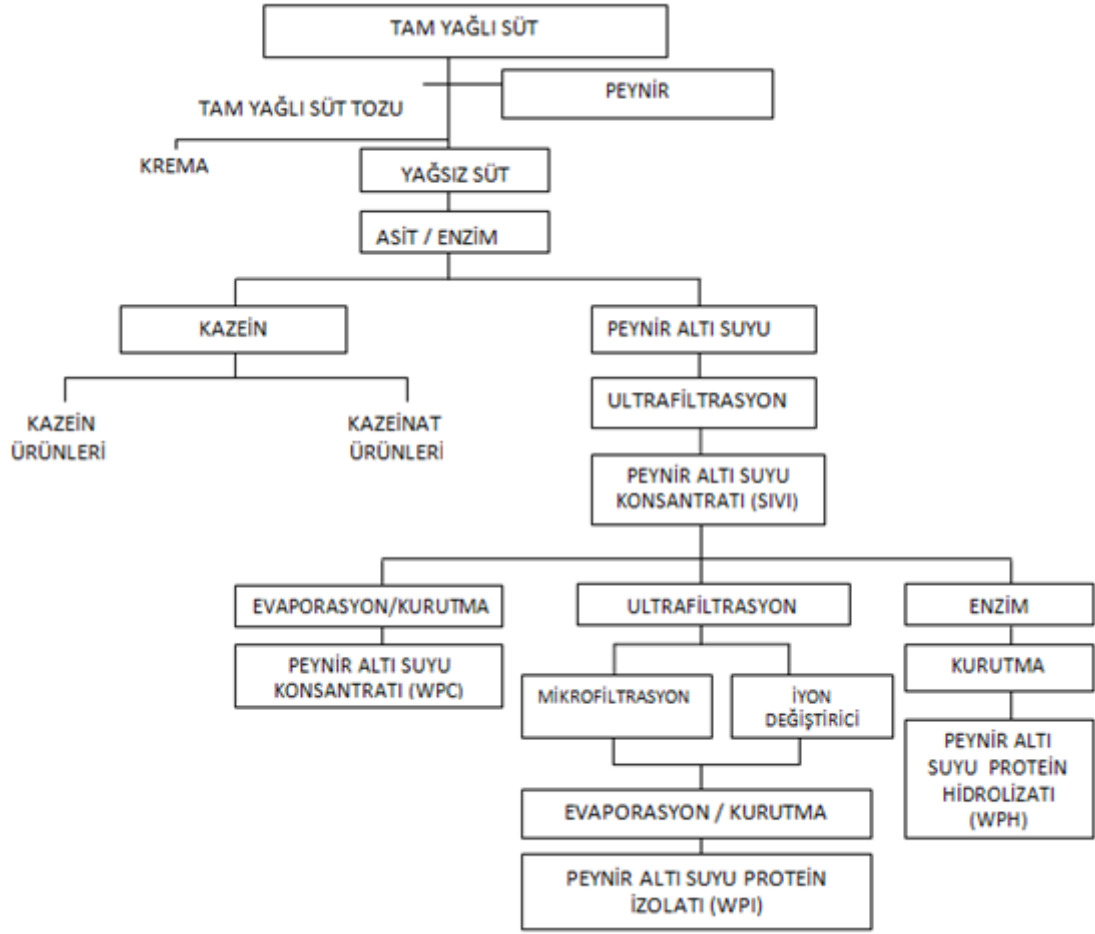 TAM YAĞLI SÜT
PEYNİR
TAM YAĞLI SÜT TOZU
KREMA
YAĞSIZ SÜT
ASİT / ENZİM
KAZEİN
PEYNİR ALTI SUYU
KAZEİN
ÜRÜNLERİ
KAZEİNAT
ÜRÜNLERİ
ULTRAFİLTRASYON
PEYNİR ALTI SUYU
KONSANTRATI (SIVI)
EVAPORASYON/KURUTMA
ULTRAFİLTRASYON
ENZİM
PEYNİR ALTI SUYU
KONSANTRATI (WPC)
MİKROFİLTRASYON
İYON
DEĞİŞTİRİCİ
KURUTMA
PEYNİR ALTI
SUYU PROTEİN
HİDROLİZATI
(WPH)
EVAPORASYON / KURUTMA
PEYNİR ALTI SUYU PROTEİN
İZOLATI (WPI)